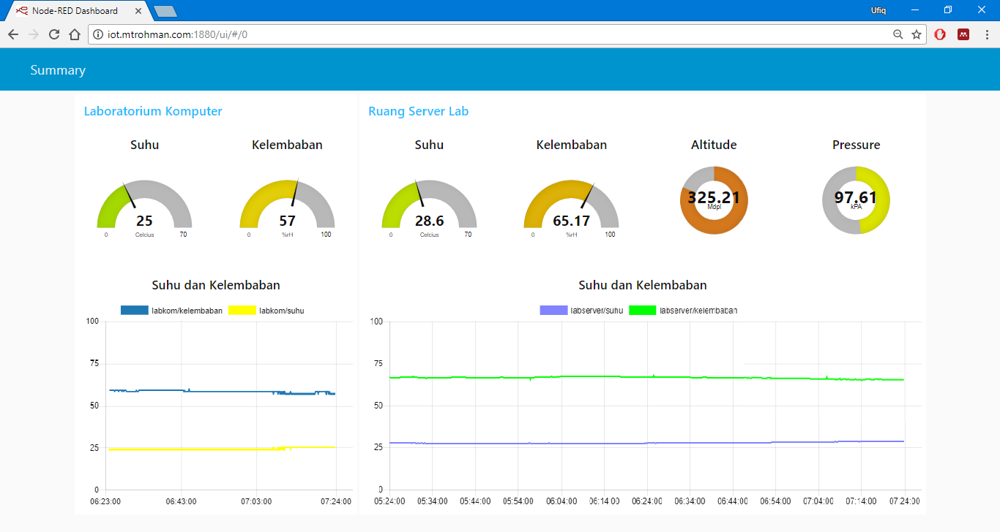 Node-RED Dashboard
Ufiq
iot.mtrohman.com:1880/ui/#/0
Summary
Laboratorium Komputer
Suhu
Kelembaban
25
0 Celcius 70
57
0 %rH 100
Suhu dan Kelembaban
labkom/kelembaban labkom/suhu
100
75
50
25
0
06:23:00 06:43:00 07:03:00 07:24:00
Ruang Server Lab
Suhu
Kelembaban
Altitude
Pressure
28.6
0 Celcius 70
65.17
0 %rH 100
325.21
Mdpl
97.61
kPA
Suhu dan Kelembaban
labserver/suhu labserver/kelembaban
100
75
50
25
0
05:24:00 05:34:00 05:44:00 05:54:00 06:04:00 06:14:00 06:24:00 06:34:00 06:44:00 06:54:00 07:04:00 07:14:00 07:24:00